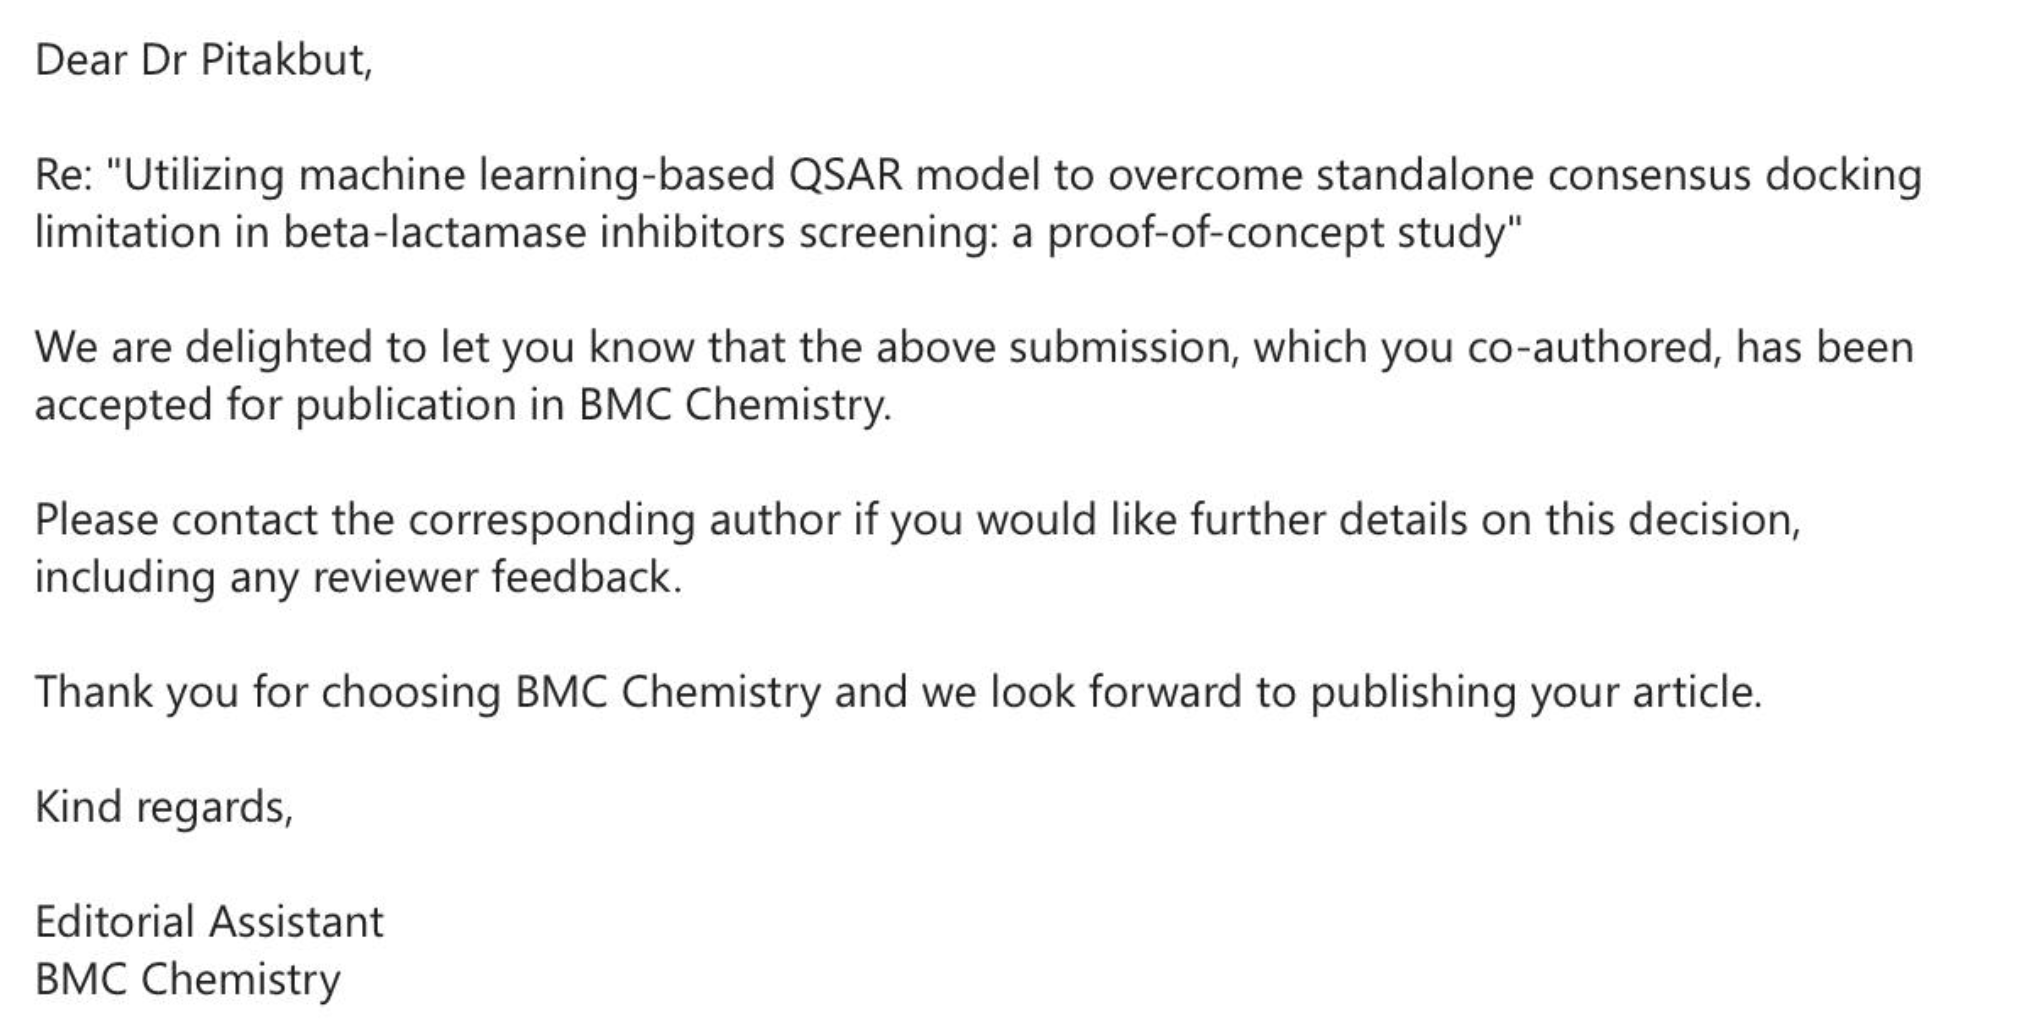 Dear Dr Pitakbut,
Re: "Utilizing machine learning-based QSAR model to overcome standalone consensus docking
limitation in beta-lactamase inhibitors screening: a proof-of-concept study"
We are delighted to let you know that the above submission, which you co-authored, has been
accepted for publication in BMC Chemistry.
Please contact the corresponding author if you would like further details on this decision,
including any reviewer feedback.
Thank you for choosing BMC Chemistry and we look forward to publishing your article.
Kind regards,
Editorial Assistant
BMC Chemistry